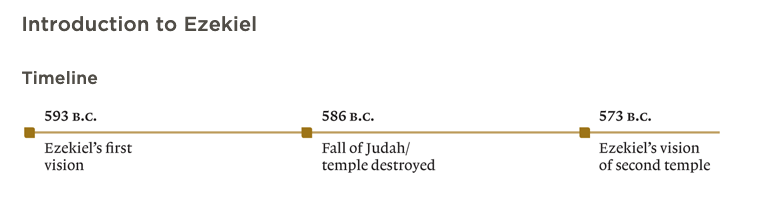 Introduction to Ezekiel
Timeline
593 B.C.
586 B.C.
573 B.C.
Ezekiel’s first
vision
Fall of Judah/
temple destroyed
Ezekiel’s vision
of second temple